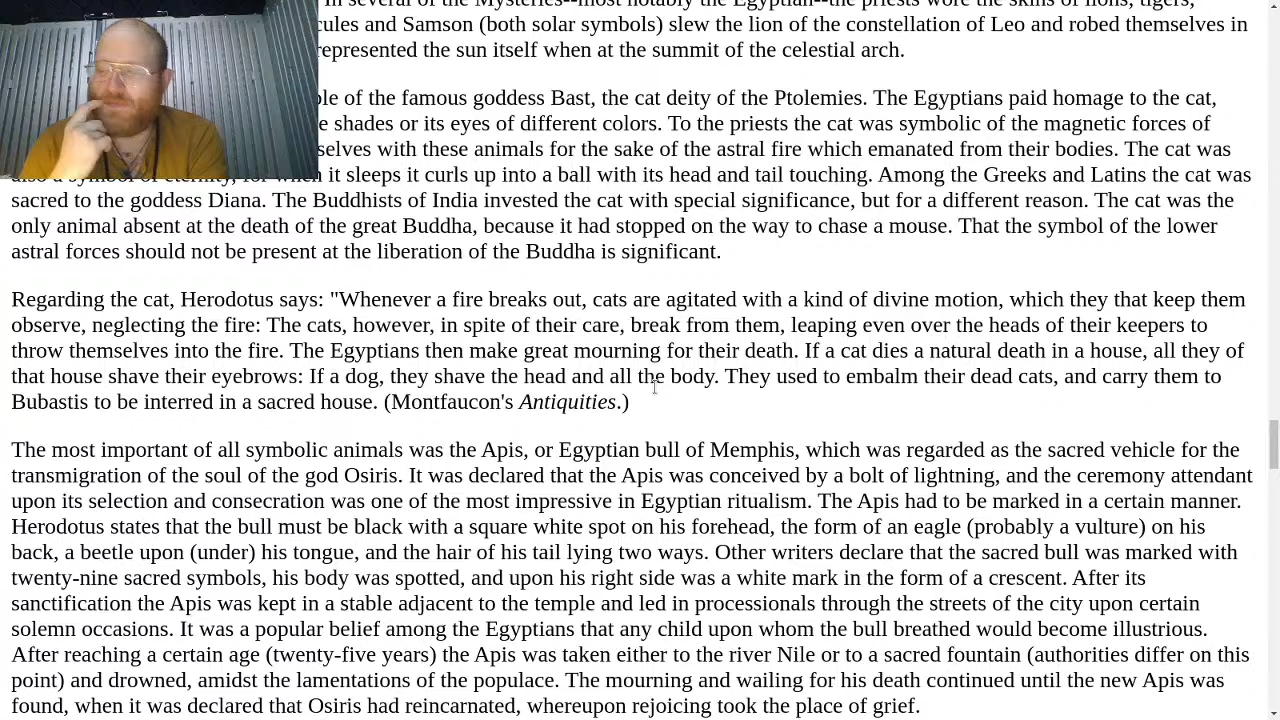 In several of the Mysteries--most notably the Egyptian--the priests wore the skins of lions, tigers,
cules and Samson (both solar symbols) slew the lion of the constellation of Leo and robed themselves in
represented the sun itself when at the summit of the celestial arch.
ple of the famous goddess Bast, the cat deity of the Ptolemies. The Egyptians paid homage to the cat,
e shades or its eyes of different colors. To the priests the cat was symbolic of the magnetic forces of
selves with these animals for the sake of the astral fire which emanated from their bodies. The cat was
also a symbol of eternity, for when it sleeps it curls up into a ball with its head and tail touching. Among the Greeks and Latins the cat was
sacred to the goddess Diana. The Buddhists of India invested the cat with special significance, but for a different reason. The cat was the
only animal absent at the death of the great Buddha, because it had stopped on the way to chase a mouse. That the symbol of the lower
astral forces should not be present at the liberation of the Buddha is significant.
Regarding the cat, Herodotus says: "Whenever a fire breaks out, cats are agitated with a kind of divine motion, which they that keep them
observe, neglecting the fire: The cats, however, in spite of their care, break from them, leaping even over the heads of their keepers to
throw themselves into the fire. The Egyptians then make great mourning for their death. If a cat dies a natural death in a house, all they of
that house shave their eyebrows: If a dog, they shave the head and all the body. They used to embalm their dead cats, and carry them to
Bubastis to be interred in a sacred house. (Montfaucon's Antiquities.)
The most important of all symbolic animals was the Apis, or Egyptian bull of Memphis, which was regarded as the sacred vehicle for the
transmigration of the soul of the god Osiris. It was declared that the Apis was conceived by a bolt of lightning, and the ceremony attendant
upon its selection and consecration was one of the most impressive in Egyptian ritualism. The Apis had to be marked in a certain manner.
Herodotus states that the bull must be black with a square white spot on his forehead, the form of an eagle (probably a vulture) on his
back, a beetle upon (under) his tongue, and the hair of his tail lying two ways. Other writers declare that the sacred bull was marked with
twenty-nine sacred symbols, his body was spotted, and upon his right side was a white mark in the form of a crescent. After its
sanctification the Apis was kept in a stable adjacent to the temple and led in processionals through the streets of the city upon certain
solemn occasions. It was a popular belief among the Egyptians that any child upon whom the bull breathed would become illustrious.
After reaching a certain age (twenty-five years) the Apis was taken either to the river Nile or to a sacred fountain (authorities differ on this
point) and drowned, amidst the lamentations of the populace. The mourning and wailing for his death continued until the new Apis was
found, when it was declared that Osiris had reincarnated, whereupon rejoicing took the place of grief.